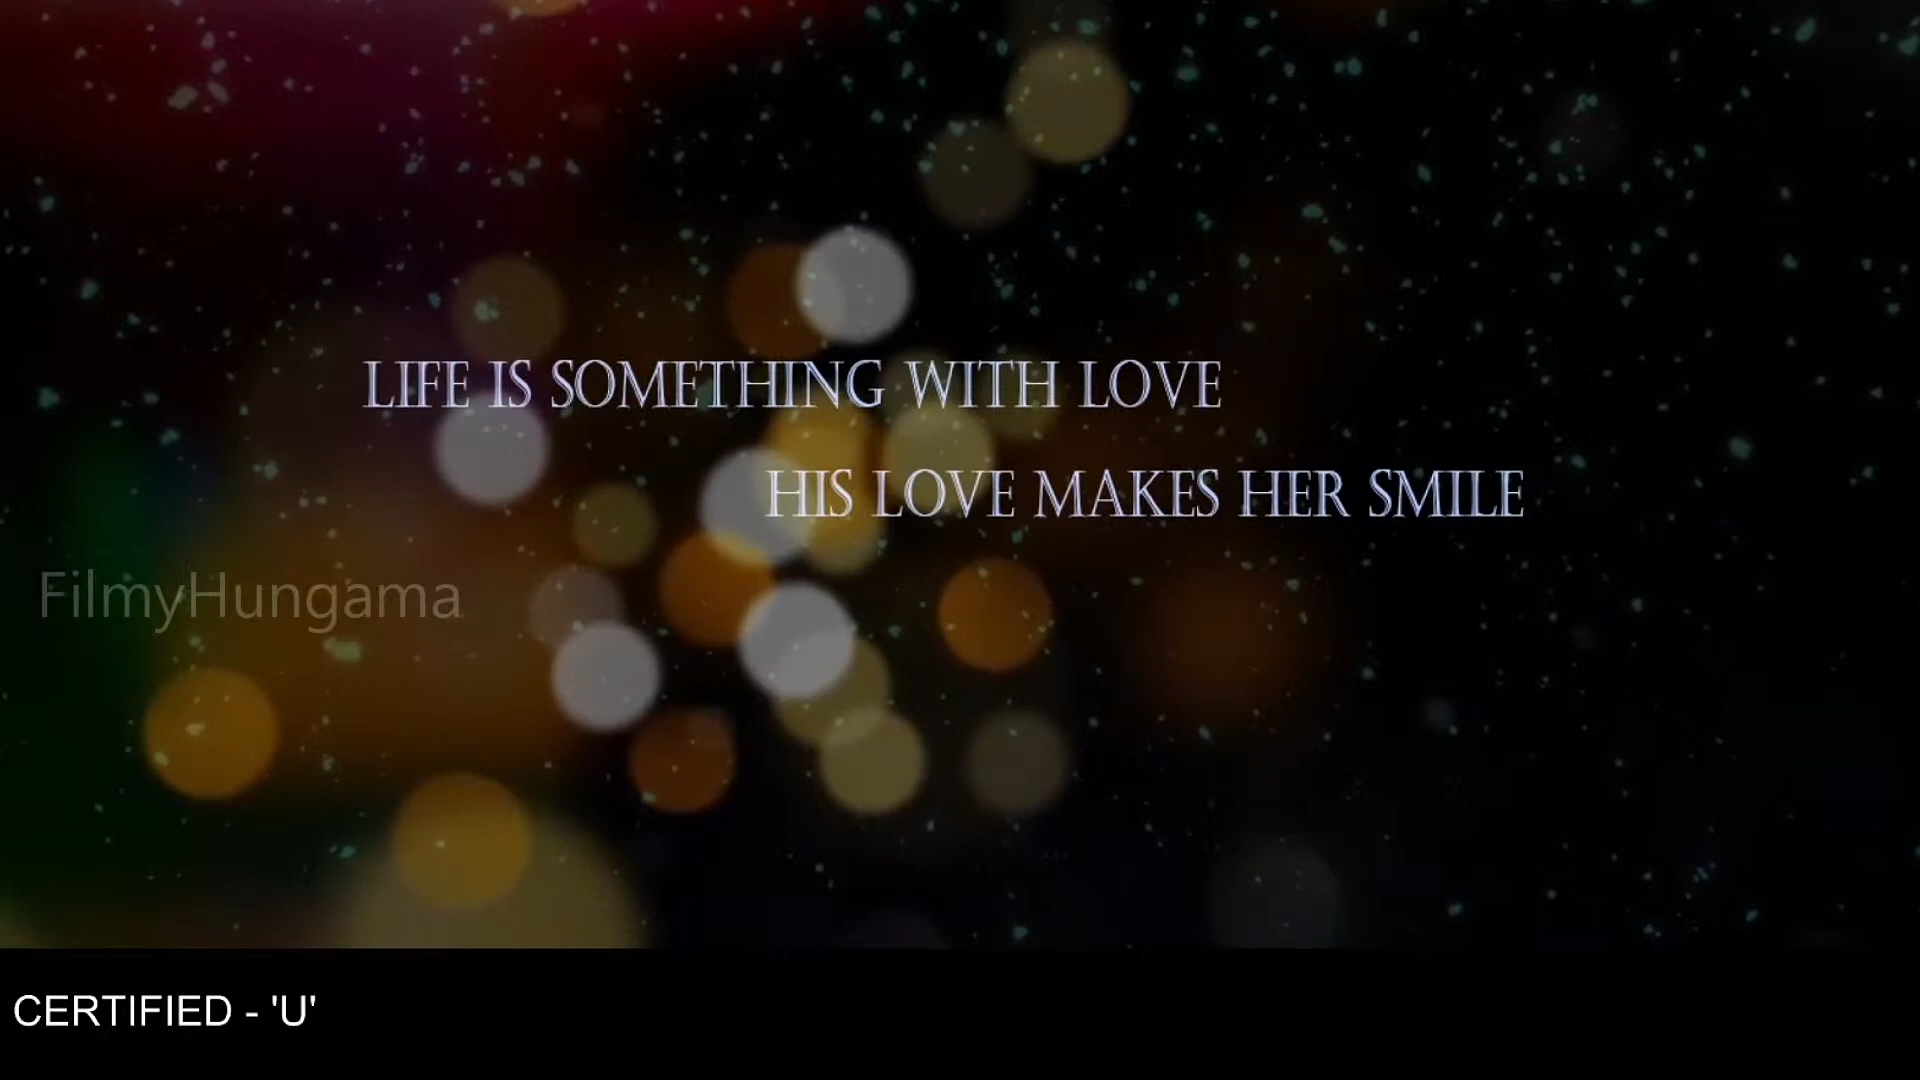 LIFE IS SOMETHING WITH LOVE
HIS LOVE MAKES HER SMILE
FilmyHungama
CERTIFIED - 'U'